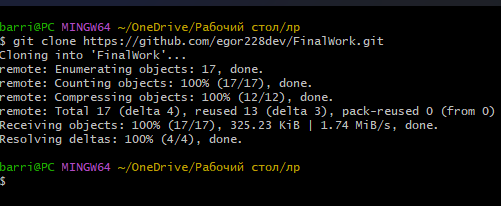 barri@PC MINGW64 ~/OneDrive/Рабочий стол/лр
$ git clone https://github.com/egor228dev/FinalWork.git
Cloning into 'FinalWork'...
remote: Enumerating objects: 17, done.
remote: Counting objects: 100% (17/17), done.
remote: Compressing objects: 100% (12/12), done.
remote: Total 17 (delta 4), reused 13 (delta 3), pack-reused 0 (from 0)
Receiving objects: 100% (17/17), 325.23 KiB | 1.74 MiB/s, done.
Resolving deltas: 100% (4/4), done.
barri@PC MINGW64 ~/OneDrive/Рабочий стол/лр
$